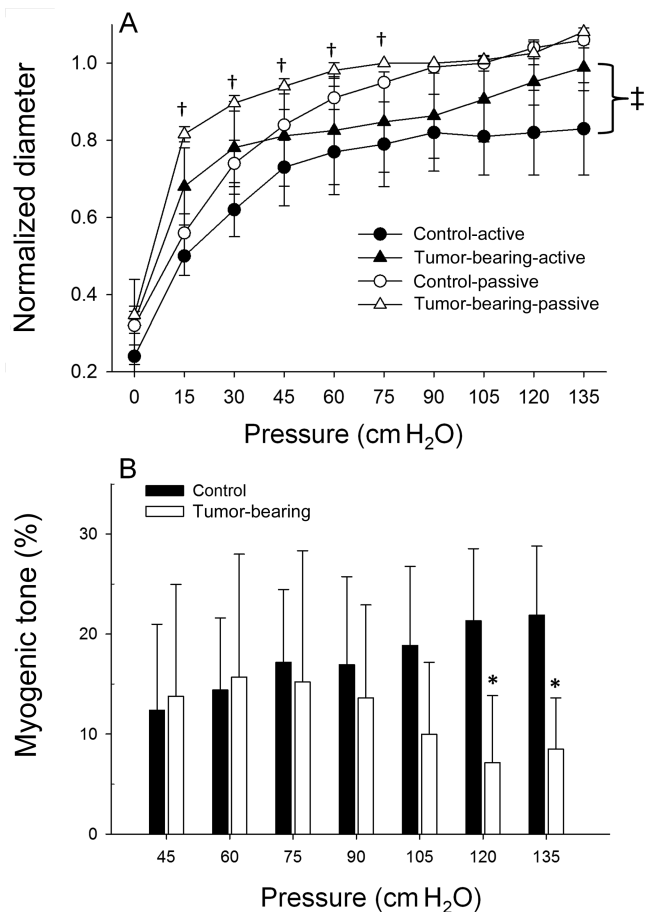 A
Normalized diameter
1.0
0.8
0.6
0.4
0.2
† † † † †
‡
Control-active
Tumor-bearing-active
Control-passive
Tumor-bearing-passive
0 15 30 45 60 75 90 105 120 135
Pressure (cm H₂O)
B
Control
Tumor-bearing
Myogenic tone (%)
30
20
10
0
* *
45 60 75 90 105 120 135
Pressure (cm H₂O)